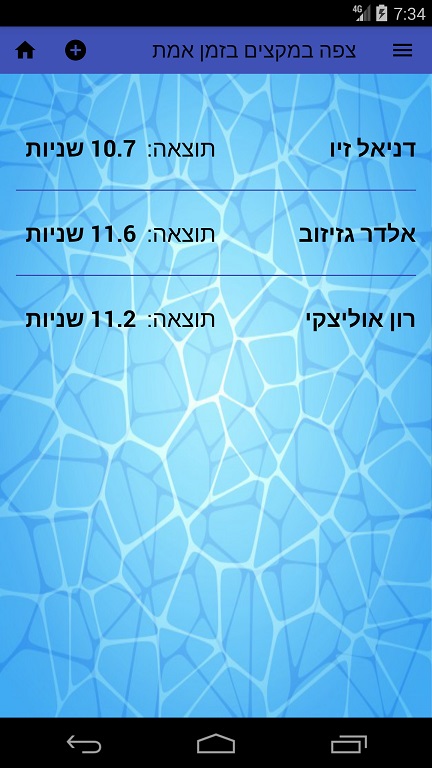 4G 7:34
צפה במקצים בזמן אמת
דניאל זיו תוצאה: 10.7 שניות
אלדר גזיזוב תוצאה: 11.6 שניות
רון אוליצקי תוצאה: 11.2 שניות